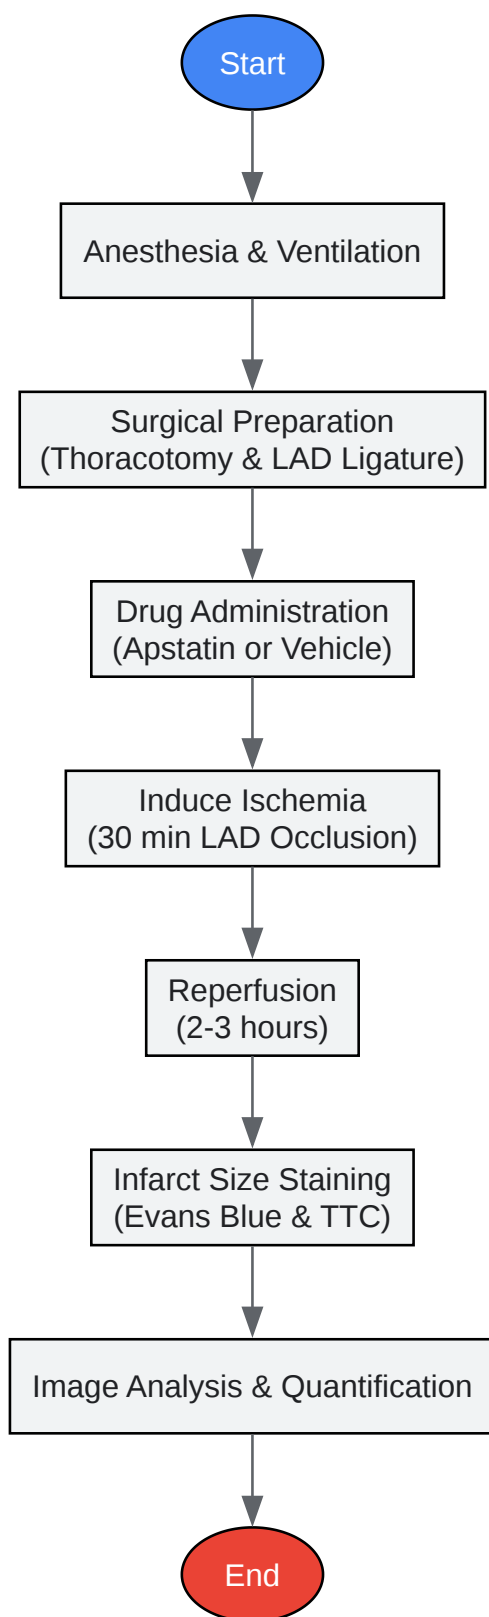 Start
Anesthesia & Ventilation
Surgical Preparation
(Thoracotomy & LAD Ligature)
Drug Administration
(Apstatin or Vehicle)
Induce Ischemia
(30 min LAD Occlusion)
Reperfusion
(2-3 hours)
Infarct Size Staining
(Evans Blue & TTC)
Image Analysis & Quantification
End